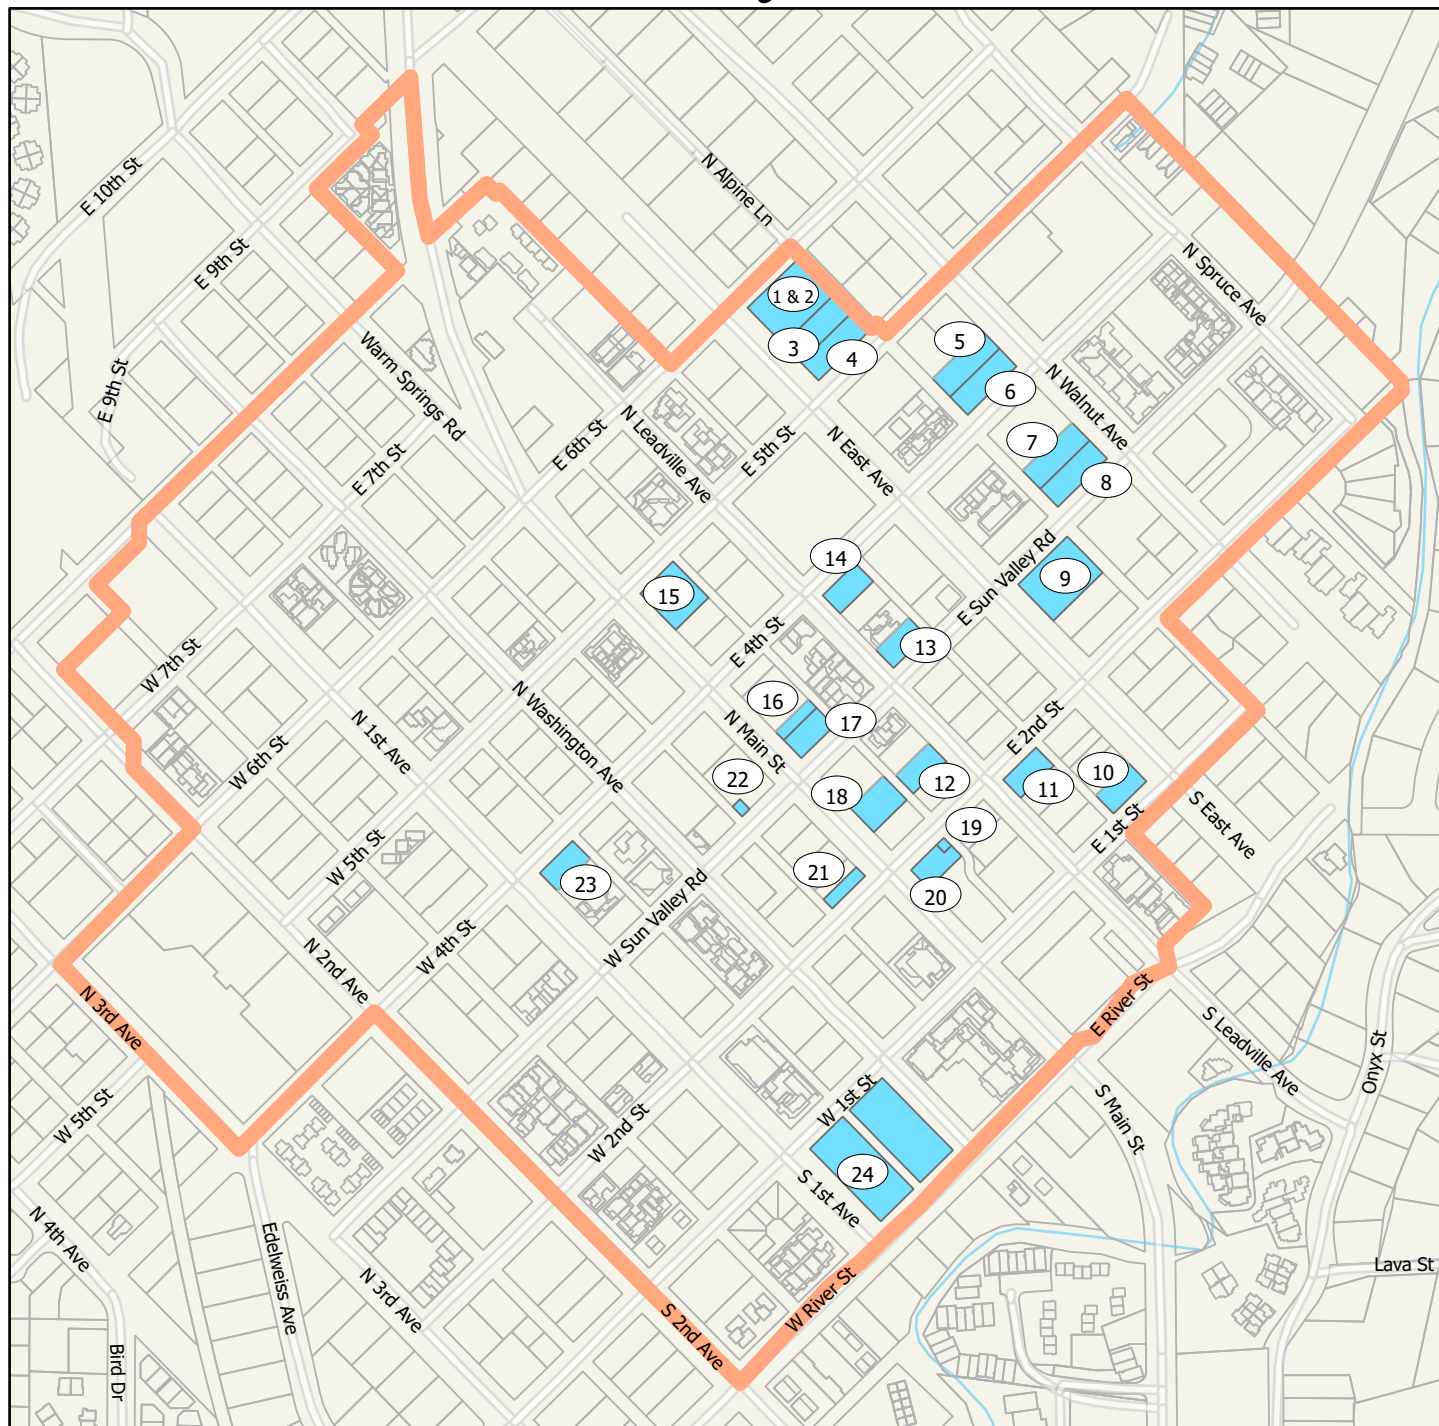 N Alpine Ln
E 10th St
E 9th St
N Spruce Ave
1 & 2
Warm Springs Rd
3
4
5
6
E 9th St
N Walnut Ave
E 6th St
N Leadville Ave
E 5th St
N East Ave
7
8
E 7th St
E Sun Valley Rd
9
14
15
13
E 4th St
W 7th St
16
17
N Main St
N 1st Ave
N Washington Ave
E 2nd St
W 6th St
10
11
12
18
22
S East Ave
E 1st St
19
20
21
W 5th St
23
W Sun Valley Rd
N 2nd Ave
W 4th St
N 3rd Ave
E River St
S Leadville Ave
Onyx St
W 5th St
W 1st St
S Main St
W 2nd St
24
S 1st Ave
N 4th Ave
Edelweiss Ave
N 3rd Ave
W River St
Lava St
S 2nd Ave
Bird Dr